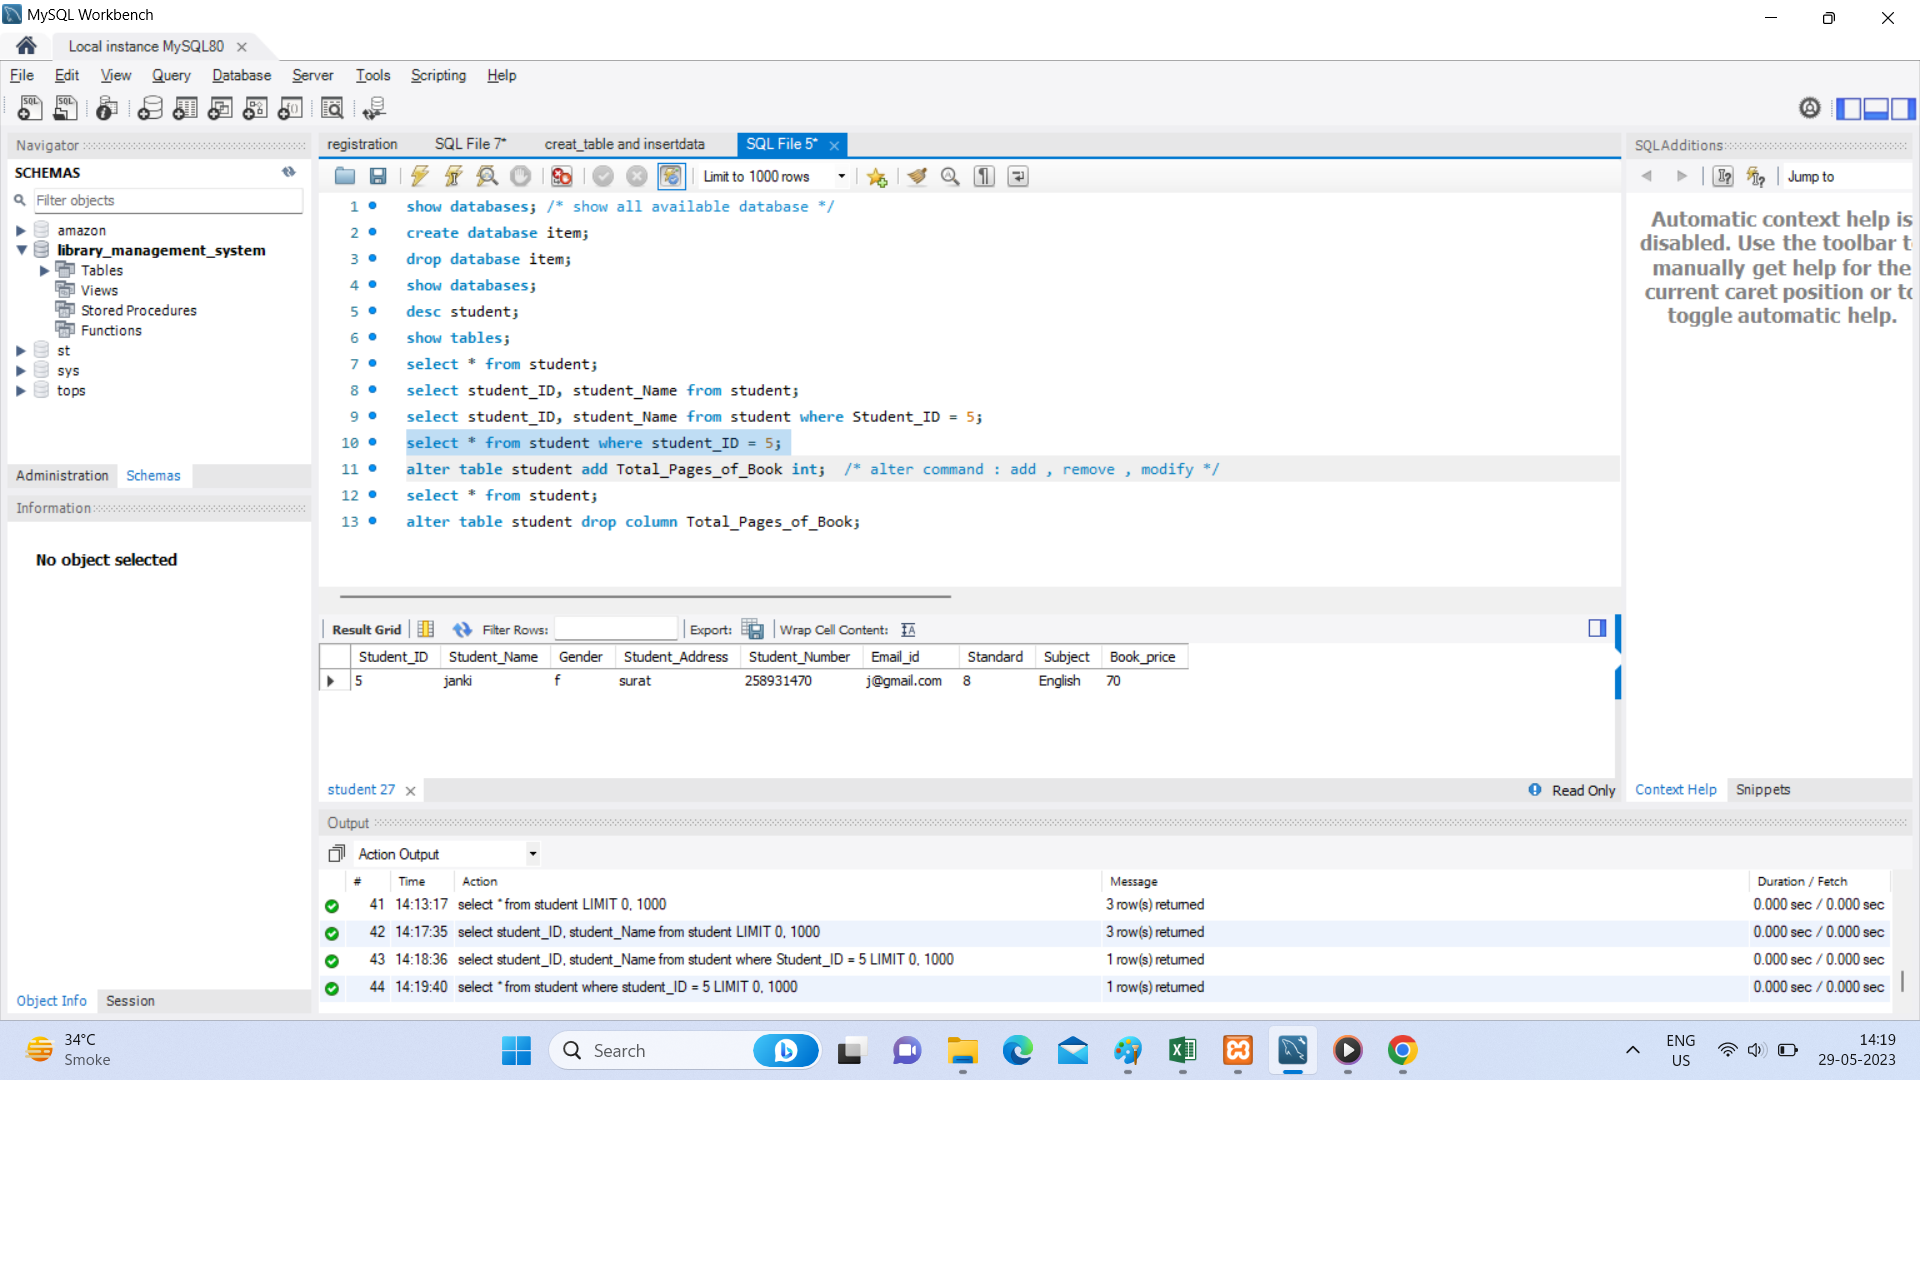 MySQL Workbench
Local instance MySQL80
File Edit View Query Database Server Tools Scripting Help
Navigator
SCHEMAS
Filter objects
amazon
library_management_system
Tables
Views
Stored Procedures
Functions
st
sys
tops
Administration Schemas
Information
No object selected
Object Info Session
registration SQL File 7* creat_table and insertdata SQL File 5*
Limit to 1000 rows
1 show databases; /* show all available database */
2 create database item;
3 drop database item;
4 show databases;
5 desc student;
6 show tables;
7 select * from student;
8 select student_ID, student_Name from student;
9 select student_ID, student_Name from student where Student_ID = 5;
10 select * from student where student_ID = 5;
11 alter table student add Total_Pages_of_Book int; /* alter command : add , remove , modify */
12 select * from student;
13 alter table student drop column Total_Pages_of_Book;
Result Grid Filter Rows: Export: Wrap Cell Content:
Student_ID Student_Name Gender Student_Address Student_Number Email_id Standard Subject Book_price
5 janki f surat 258931470 j@gmail.com 8 English 70
student 27 Read Only
SQLAdditions
Jump to
Automatic context help is
disabled. Use the toolbar t
manually get help for the
current caret position or to
toggle automatic help.
Context Help Snippets
Output
Action Output
# Time Action Message Duration / Fetch
41 14:13:17 select * from student LIMIT 0, 1000 3 row(s) returned 0.000 sec / 0.000 sec
42 14:17:35 select student_ID, student_Name from student LIMIT 0, 1000 3 row(s) returned 0.000 sec / 0.000 sec
43 14:18:36 select student_ID, student_Name from student where Student_ID = 5 LIMIT 0, 1000 1 row(s) returned 0.000 sec / 0.000 sec
44 14:19:40 select * from student where student_ID = 5 LIMIT 0, 1000 1 row(s) returned 0.000 sec / 0.000 sec
34°C
Smoke
Search
ENG
US
14:19
29-05-2023